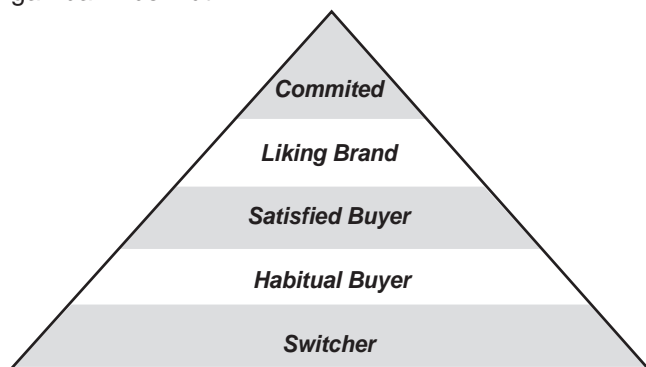 Commited
Liking Brand
Satisfied Buyer
Habitual Buyer
Switcher